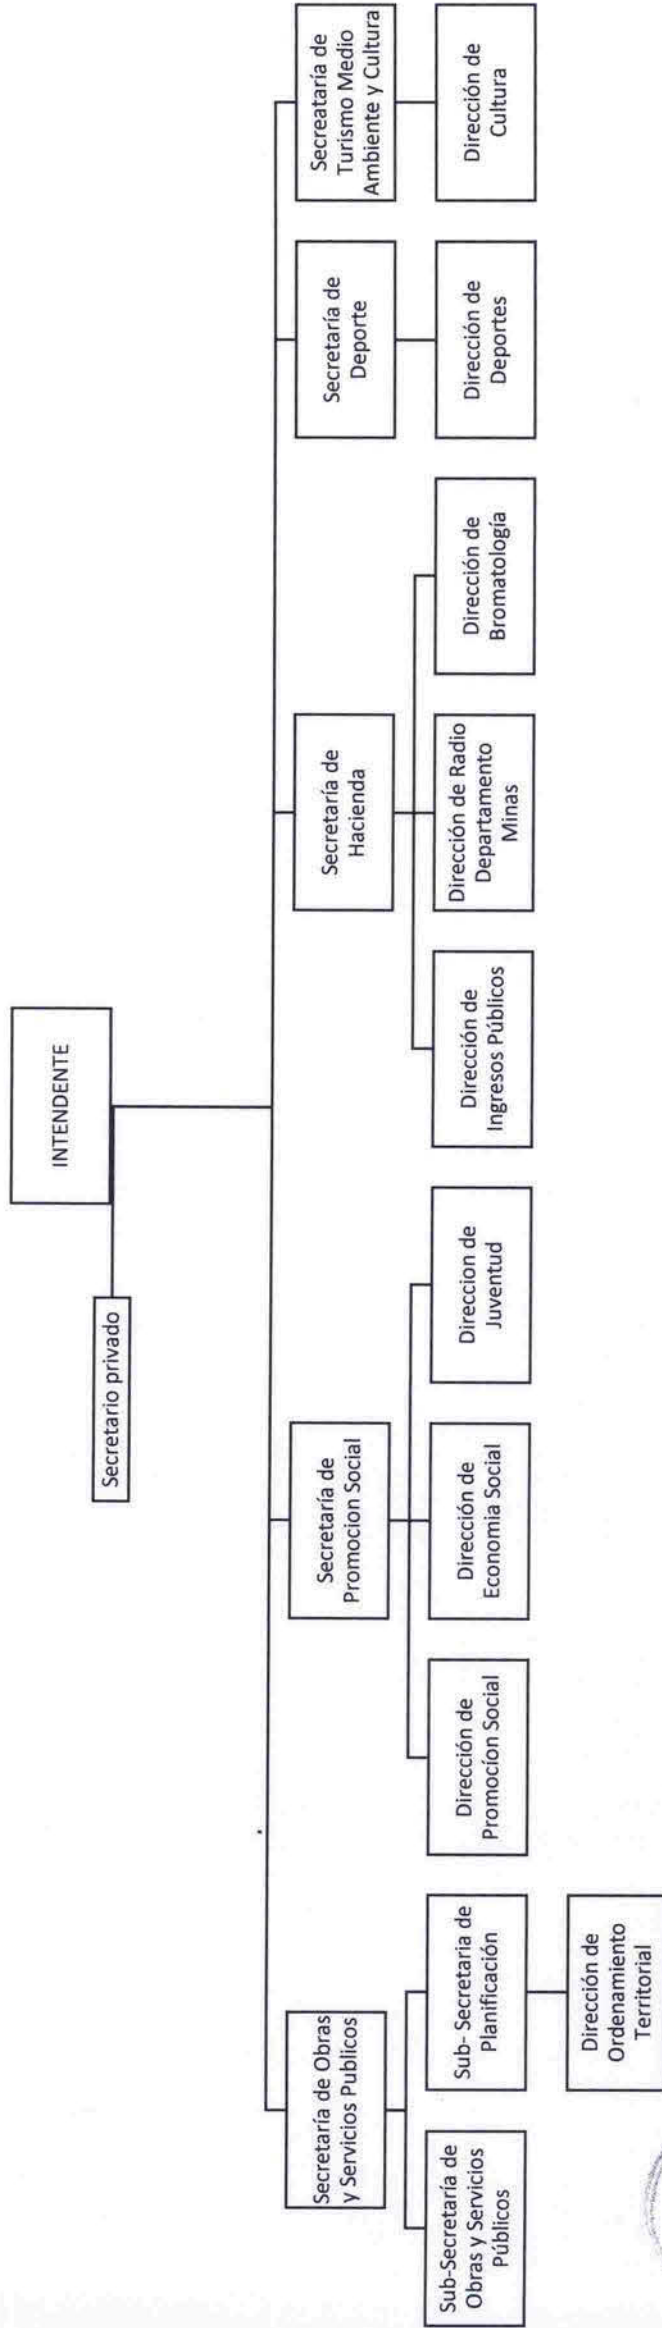 INTENDENTE
Secretario privado
Secretaría de Obras
y Servicios Publicos
Secretaría de
Promocion Social
Secretaría de
Hacienda
Secretaría de
Deporte
Secreataría de
Turismo Medio
Ambiente y Cultura
Sub-Secretaría de
Obras y Servicios
Públicos
Sub- Secretaria de
Planificación
Dirección de
Promocíon Social
Dirección de
Economia Social
Direccion de
Juventud
Dirección de
Ingresos Públicos
Dirección de Radio
Departamento
Minas
Dirección de
Bromatología
Dirección de
Deportes
Dirección de
Cultura
Dirección de
Ordenamiento
Territorial